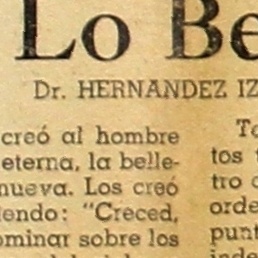 Lo Be
Dr. HERNANDEZ IZ
creó al hombre
eterna, la belle-
nueva. Los creó
endo: "Creced,
ominar sobre los
To
tos t
tro c
orde
punt